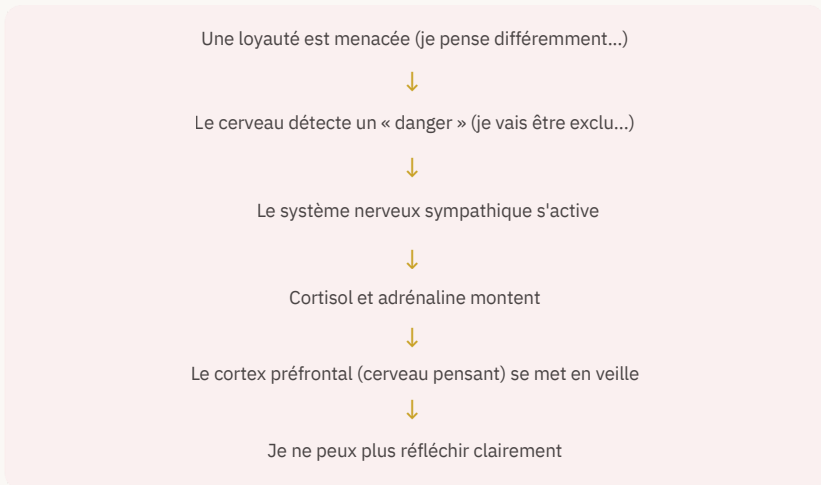 Une loyauté est menacée (je pense différemment...)
↓
Le cerveau détecte un « danger » (je vais être exclu...)
↓
Le système nerveux sympathique s'active
↓
Cortisol et adrénaline montent
↓
Le cortex préfrontal (cerveau pensant) se met en veille
↓
Je ne peux plus réfléchir clairement